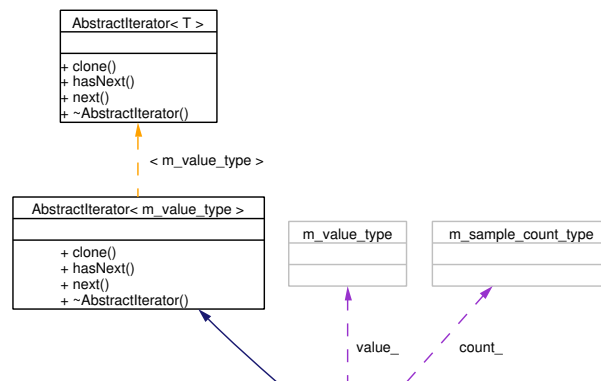 AbstractIterator< T >
+ clone()
+ hasNext()
+ next()
+ ~AbstractIterator()
< m_value_type >
AbstractIterator< m_value_type >
+ clone()
+ hasNext()
+ next()
+ ~AbstractIterator()
m_value_type
m_sample_count_type
value_
count_